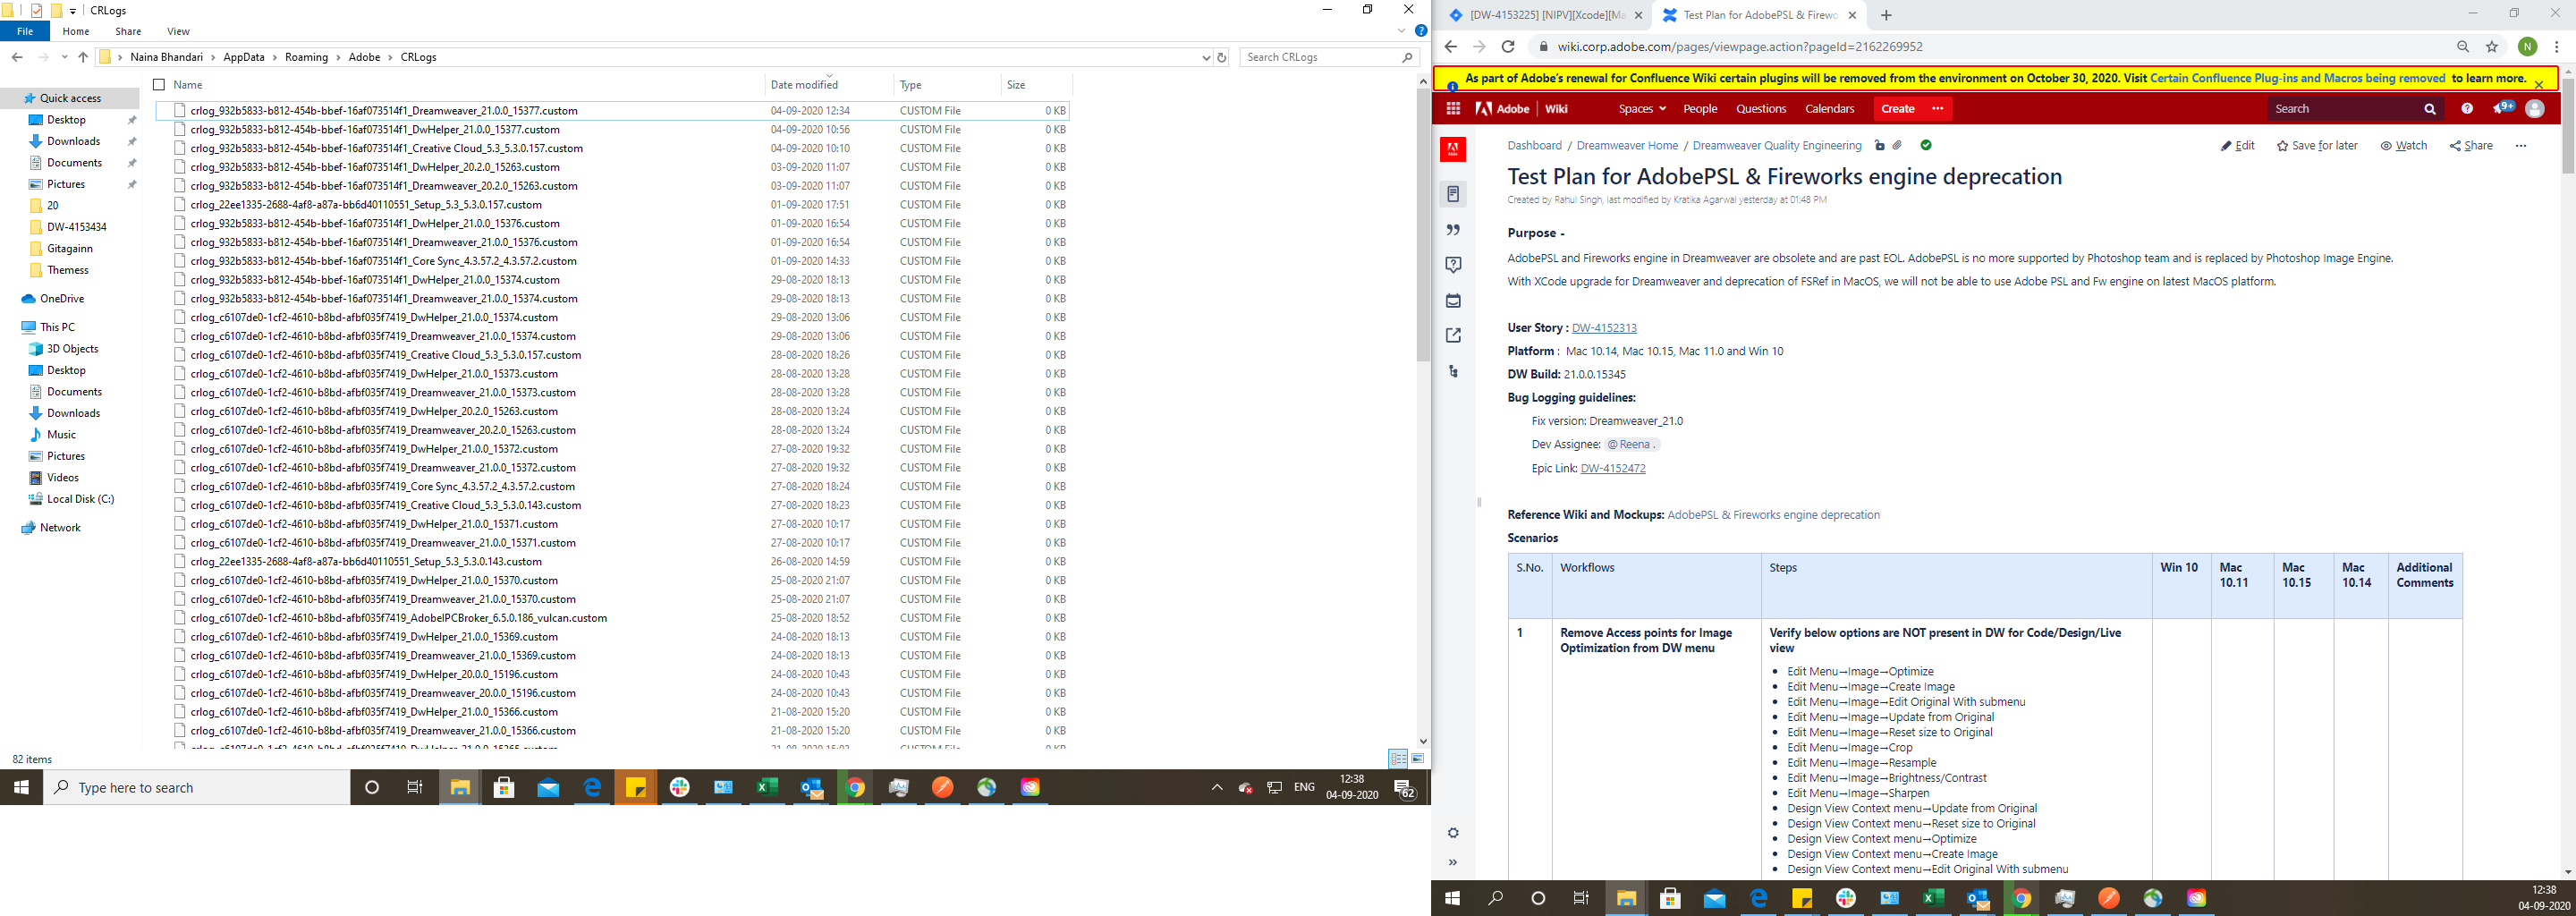 CRLogs
File Home Share View
Naina Bhandari › AppData › Roaming › Adobe › CRLogs
Search CRLogs
Quick access
Desktop
Downloads
Documents
Pictures
20
DW-4153434
Gitagainn
Themess
OneDrive
This PC
3D Objects
Desktop
Documents
Downloads
Music
Pictures
Videos
Local Disk (C:)
Network
Name Date modified Type Size
crlog_932b5833-b812-454b-bbef-16af073514f1_Dreamweaver_21.0.0_15377.custom 04-09-2020 12:34 CUSTOM File 0 KB
crlog_932b5833-b812-454b-bbef-16af073514f1_DwHelper_21.0.0_15377.custom 04-09-2020 10:56 CUSTOM File 0 KB
crlog_932b5833-b812-454b-bbef-16af073514f1_Creative Cloud_5.3_5.3.0.157.custom 04-09-2020 10:10 CUSTOM File 0 KB
crlog_932b5833-b812-454b-bbef-16af073514f1_DwHelper_20.2.0_15263.custom 03-09-2020 11:07 CUSTOM File 0 KB
crlog_932b5833-b812-454b-bbef-16af073514f1_Dreamweaver_20.2.0_15263.custom 03-09-2020 11:07 CUSTOM File 0 KB
crlog_22ee1335-2688-4af8-a87a-bb6d40110551_Setup_5.3_5.3.0.157.custom 01-09-2020 17:51 CUSTOM File 0 KB
crlog_932b5833-b812-454b-bbef-16af073514f1_DwHelper_21.0.0_15376.custom 01-09-2020 16:54 CUSTOM File 0 KB
crlog_932b5833-b812-454b-bbef-16af073514f1_Dreamweaver_21.0.0_15376.custom 01-09-2020 16:54 CUSTOM File 0 KB
crlog_932b5833-b812-454b-bbef-16af073514f1_Core Sync_4.3.57.2_4.3.57.2.custom 01-09-2020 14:33 CUSTOM File 0 KB
crlog_932b5833-b812-454b-bbef-16af073514f1_DwHelper_21.0.0_15374.custom 29-08-2020 18:13 CUSTOM File 0 KB
crlog_932b5833-b812-454b-bbef-16af073514f1_Dreamweaver_21.0.0_15374.custom 29-08-2020 18:13 CUSTOM File 0 KB
crlog_c6107de0-1cf2-4610-b8bd-afbf035f7419_DwHelper_21.0.0_15374.custom 29-08-2020 13:06 CUSTOM File 0 KB
crlog_c6107de0-1cf2-4610-b8bd-afbf035f7419_Dreamweaver_21.0.0_15374.custom 29-08-2020 13:06 CUSTOM File 0 KB
crlog_c6107de0-1cf2-4610-b8bd-afbf035f7419_Creative Cloud_5.3_5.3.0.157.custom 28-08-2020 18:26 CUSTOM File 0 KB
crlog_c6107de0-1cf2-4610-b8bd-afbf035f7419_DwHelper_21.0.0_15373.custom 28-08-2020 13:28 CUSTOM File 0 KB
crlog_c6107de0-1cf2-4610-b8bd-afbf035f7419_Dreamweaver_21.0.0_15373.custom 28-08-2020 13:28 CUSTOM File 0 KB
crlog_c6107de0-1cf2-4610-b8bd-afbf035f7419_DwHelper_20.2.0_15263.custom 28-08-2020 13:24 CUSTOM File 0 KB
crlog_c6107de0-1cf2-4610-b8bd-afbf035f7419_Dreamweaver_20.2.0_15263.custom 28-08-2020 13:24 CUSTOM File 0 KB
crlog_c6107de0-1cf2-4610-b8bd-afbf035f7419_DwHelper_21.0.0_15372.custom 27-08-2020 19:32 CUSTOM File 0 KB
crlog_c6107de0-1cf2-4610-b8bd-afbf035f7419_Dreamweaver_21.0.0_15372.custom 27-08-2020 19:32 CUSTOM File 0 KB
crlog_c6107de0-1cf2-4610-b8bd-afbf035f7419_Core Sync_4.3.57.2_4.3.57.2.custom 27-08-2020 18:24 CUSTOM File 0 KB
crlog_c6107de0-1cf2-4610-b8bd-afbf035f7419_Creative Cloud_5.3_5.3.0.143.custom 27-08-2020 18:23 CUSTOM File 0 KB
crlog_c6107de0-1cf2-4610-b8bd-afbf035f7419_DwHelper_21.0.0_15371.custom 27-08-2020 10:17 CUSTOM File 0 KB
crlog_c6107de0-1cf2-4610-b8bd-afbf035f7419_Dreamweaver_21.0.0_15371.custom 27-08-2020 10:17 CUSTOM File 0 KB
crlog_22ee1335-2688-4af8-a87a-bb6d40110551_Setup_5.3_5.3.0.143.custom 26-08-2020 14:59 CUSTOM File 0 KB
crlog_c6107de0-1cf2-4610-b8bd-afbf035f7419_DwHelper_21.0.0_15370.custom 25-08-2020 21:07 CUSTOM File 0 KB
crlog_c6107de0-1cf2-4610-b8bd-afbf035f7419_Dreamweaver_21.0.0_15370.custom 25-08-2020 21:07 CUSTOM File 0 KB
crlog_c6107de0-1cf2-4610-b8bd-afbf035f7419_AdobeIPCBroker_6.5.0.186_vulcan.custom 25-08-2020 18:52 CUSTOM File 0 KB
crlog_c6107de0-1cf2-4610-b8bd-afbf035f7419_DwHelper_21.0.0_15369.custom 24-08-2020 18:13 CUSTOM File 0 KB
crlog_c6107de0-1cf2-4610-b8bd-afbf035f7419_Dreamweaver_21.0.0_15369.custom 24-08-2020 18:13 CUSTOM File 0 KB
crlog_c6107de0-1cf2-4610-b8bd-afbf035f7419_DwHelper_20.0.0_15196.custom 24-08-2020 10:43 CUSTOM File 0 KB
crlog_c6107de0-1cf2-4610-b8bd-afbf035f7419_Dreamweaver_20.0.0_15196.custom 24-08-2020 10:43 CUSTOM File 0 KB
crlog_c6107de0-1cf2-4610-b8bd-afbf035f7419_DwHelper_21.0.0_15366.custom 21-08-2020 15:20 CUSTOM File 0 KB
crlog_c6107de0-1cf2-4610-b8bd-afbf035f7419_Dreamweaver_21.0.0_15366.custom 21-08-2020 15:20 CUSTOM File 0 KB
82 items
Type here to search
ENG 12:38
04-09-2020
62
[DW-4153225] [NIPV][Xcode][Ma
Test Plan for AdobePSL & Firewo
wiki.corp.adobe.com/pages/viewpage.action?pageId=2162269952
N
As part of Adobe's renewal for Confluence Wiki certain plugins will be removed from the environment on October 30, 2020. Visit Certain Confluence Plug-ins and Macros being removed to learn more.
Adobe | Wiki Spaces People Questions Calendars Create ··· Search 9+
Dashboard / Dreamweaver Home / Dreamweaver Quality Engineering
Edit Save for later Watch Share ···
Test Plan for AdobePSL & Fireworks engine deprecation
Created by Rahul Singh, last modified by Kratika Agarwal yesterday at 01:48 PM
Purpose -
AdobePSL and Fireworks engine in Dreamweaver are obsolete and are past EOL. AdobePSL is no more supported by Photoshop team and is replaced by Photoshop Image Engine.
With XCode upgrade for Dreamweaver and deprecation of FSRef in MacOS, we will not be able to use Adobe PSL and Fw engine on latest MacOS platform.
User Story : DW-4152313
Platform : Mac 10.14, Mac 10.15, Mac 11.0 and Win 10
DW Build: 21.0.0.15345
Bug Logging guidelines:
Fix version: Dreamweaver_21.0
Dev Assignee: @Reena .
Epic Link: DW-4152472
Reference Wiki and Mockups: AdobePSL & Fireworks engine deprecation
Scenarios
S.No. Workflows Steps Win 10 Mac 10.11 Mac 10.15 Mac 10.14 Additional Comments
1 Remove Access points for Image Optimization from DW menu
Verify below options are NOT present in DW for Code/Design/Live view
• Edit Menu→Image→Optimize
• Edit Menu→Image→Create Image
• Edit Menu→Image→Edit Original With submenu
• Edit Menu→Image→Update from Original
• Edit Menu→Image→Reset size to Original
• Edit Menu→Image→Crop
• Edit Menu→Image→Resample
• Edit Menu→Image→Brightness/Contrast
• Edit Menu→Image→Sharpen
• Design View Context menu→Update from Original
• Design View Context menu→Reset size to Original
• Design View Context menu→Optimize
• Design View Context menu→Create Image
• Design View Context menu→Edit Original With submenu
12:38
04-09-2020